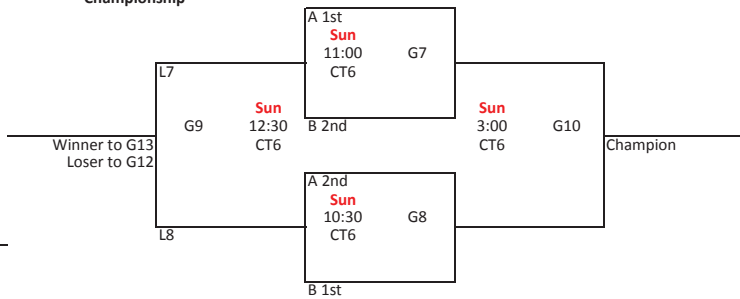 Championship
A 1st
Sun
11:00 G7
CT6
L7
Sun Sun
G9 12:30 B 2nd 3:00 G10
Winner to G13 CT6 CT6 Champion
Loser to G12
A 2nd
Sun
10:30 G8
CT6
L8
B 1st